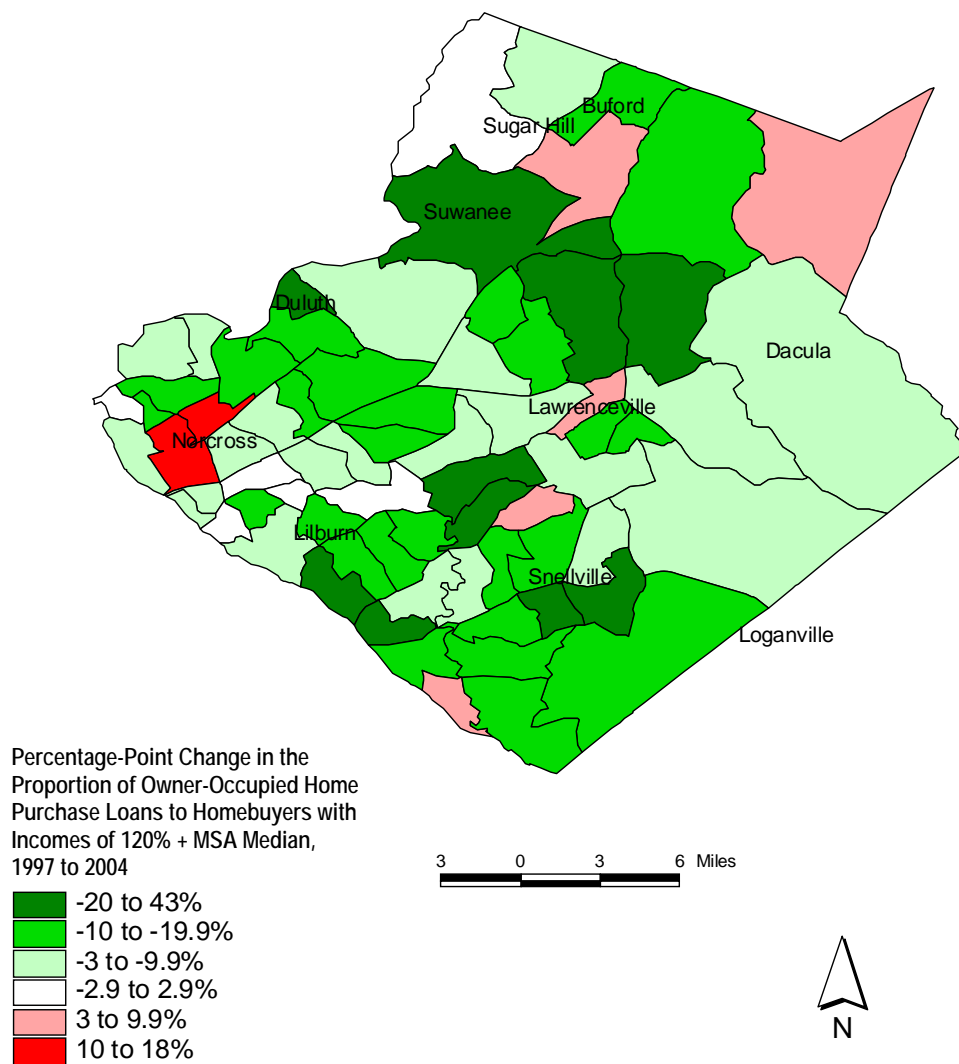 Buford
Sugar Hill
Suwanee
Duluth
Dacula
Lawrenceville
Norcross
Lilburn
Snellville
Loganville
Percentage-Point Change in the
Proportion of Owner-Occupied Home
Purchase Loans to Homebuyers with
Incomes of 120% + MSA Median,
1997 to 2004
-20 to 43%
-10 to -19.9%
-3 to -9.9%
-2.9 to 2.9%
3 to 9.9%
10 to 18%
3 0 3 6 Miles
N